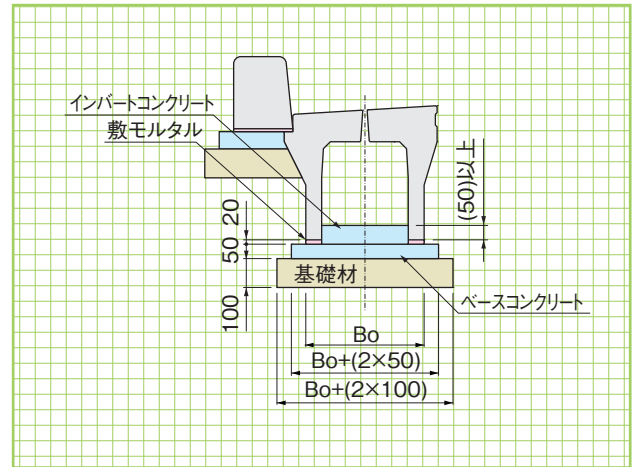 インバートコンクリート
敷モルタル
(50)以上
20
50
100
基礎材
ベースコンクリート
Bo
Bo+(2×50)
Bo+(2×100)